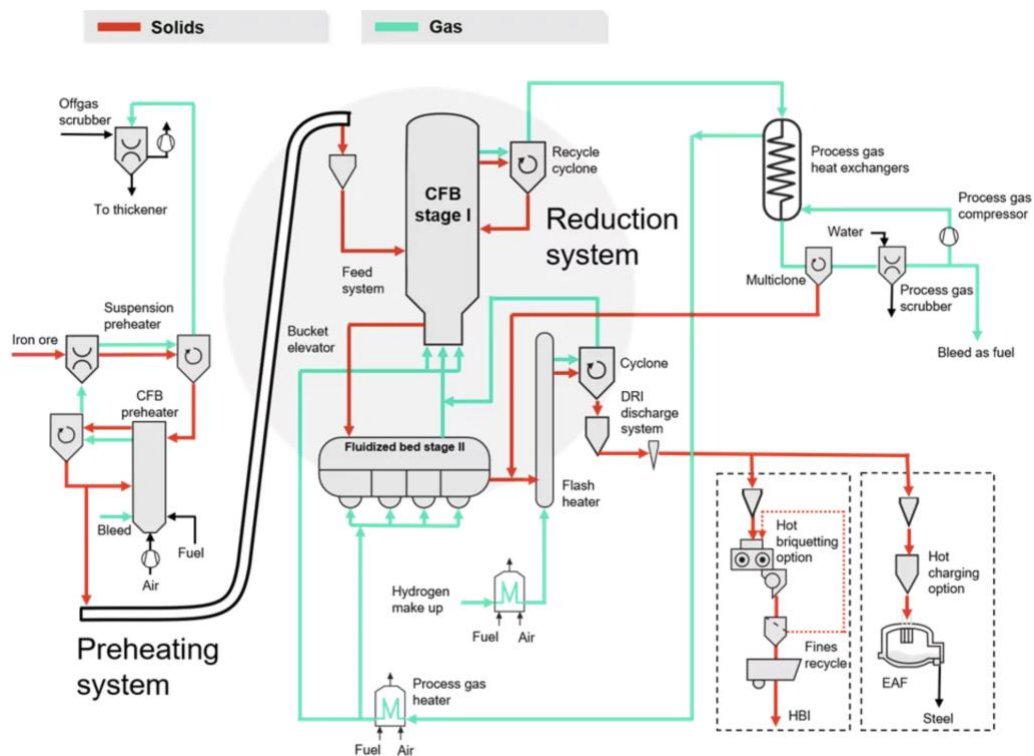 Solids
Gas
Offgas
scrubber
To thickener
Suspension
preheater
Iron ore
CFB
preheater
Bleed
Fuel
Air
Preheating
system
Bucket
elevator
Feed
system
CFB
stage I
Recycle
cyclone
Reduction
system
Process gas
heat exchangers
Process gas
compressor
Water
Multiclone
Process gas
scrubber
Bleed as fuel
Fluidized bed stage II
Cyclone
DRI
discharge
system
Flash
heater
Hydrogen
make up
Fuel
Air
Process gas
heater
Fuel
Air
Hot
briquetting
option
Fines
recycle
HBI
Hot
charging
option
EAF
Steel